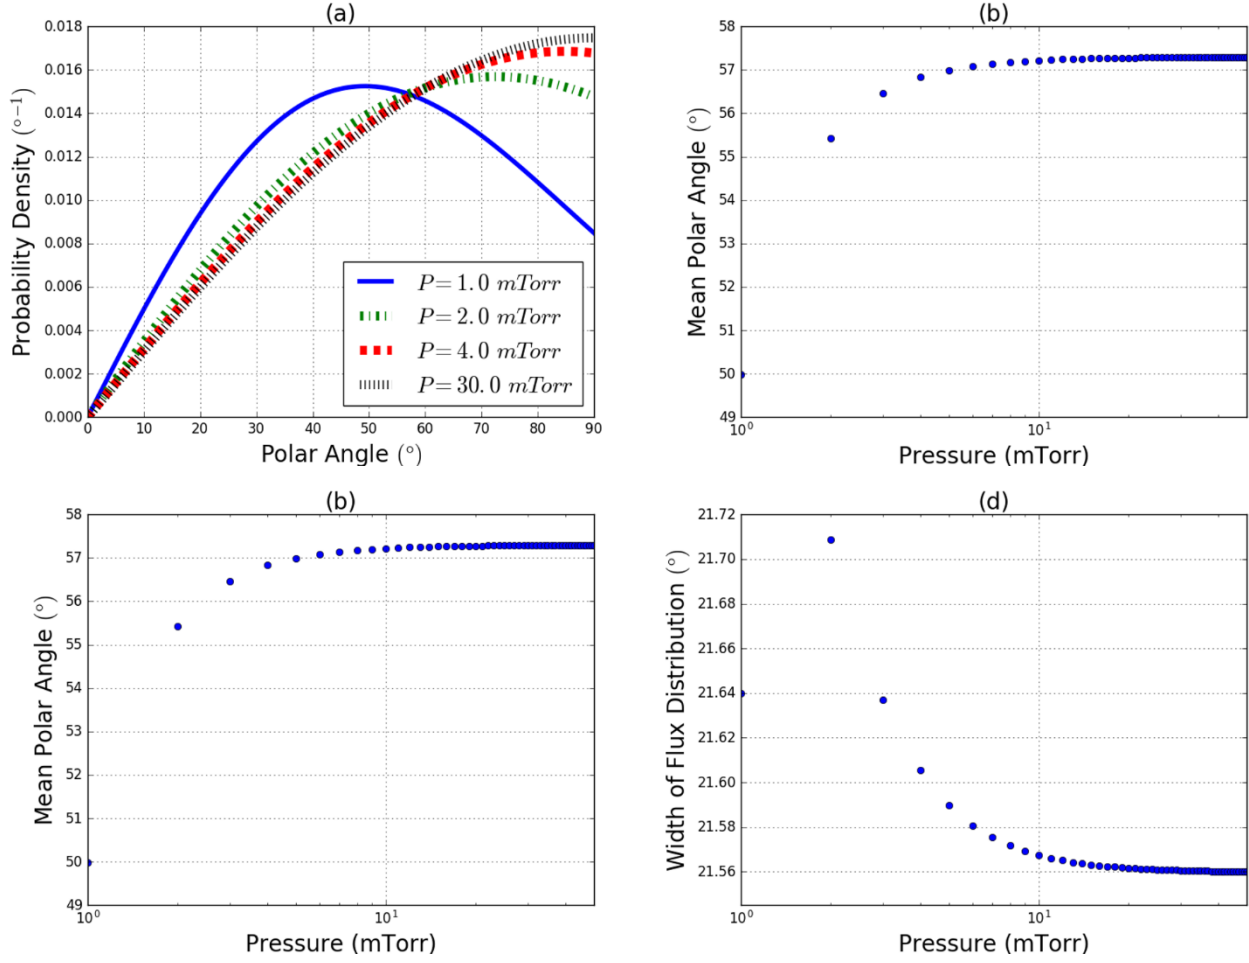 (a)
0.018
0.016
0.014
0.012
0.010
0.008
0.006
0.004
0.002
0.000
Probability Density (°⁻¹)
P = 1.0 mTorr
P = 2.0 mTorr
P = 4.0 mTorr
P = 30.0 mTorr
0 10 20 30 40 50 60 70 80 90
Polar Angle (°)
(b)
58
57
56
55
54
53
52
51
50
49
Mean Polar Angle (°)
10⁰ 10¹
Pressure (mTorr)
(b)
58
57
56
55
54
53
52
51
50
49
Mean Polar Angle (°)
10⁰ 10¹
Pressure (mTorr)
(d)
21.72
21.70
21.68
21.66
21.64
21.62
21.60
21.58
21.56
Width of Flux Distribution (°)
10⁰ 10¹
Pressure (mTorr)